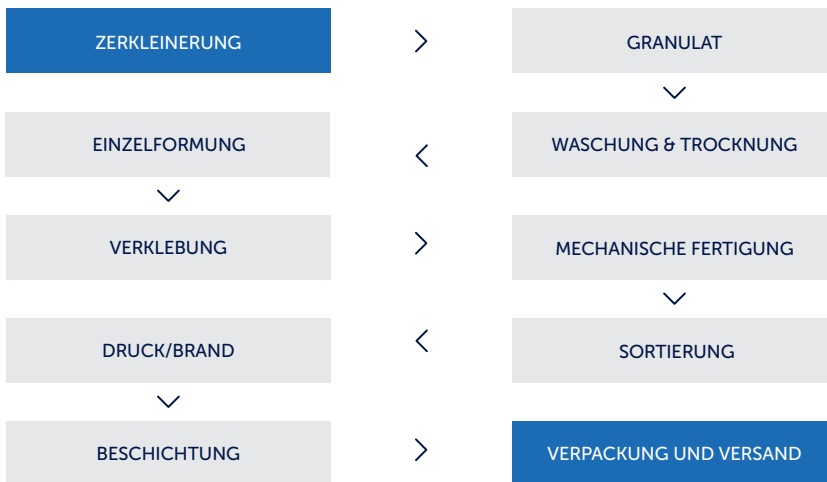 ZERKLEINERUNG
GRANULAT
EINZELFORMUNG
WASCHUNG & TROCKNUNG
VERKLEBUNG
MECHANISCHE FERTIGUNG
DRUCK/BRAND
SORTIERUNG
BESCHICHTUNG
VERPACKUNG UND VERSAND